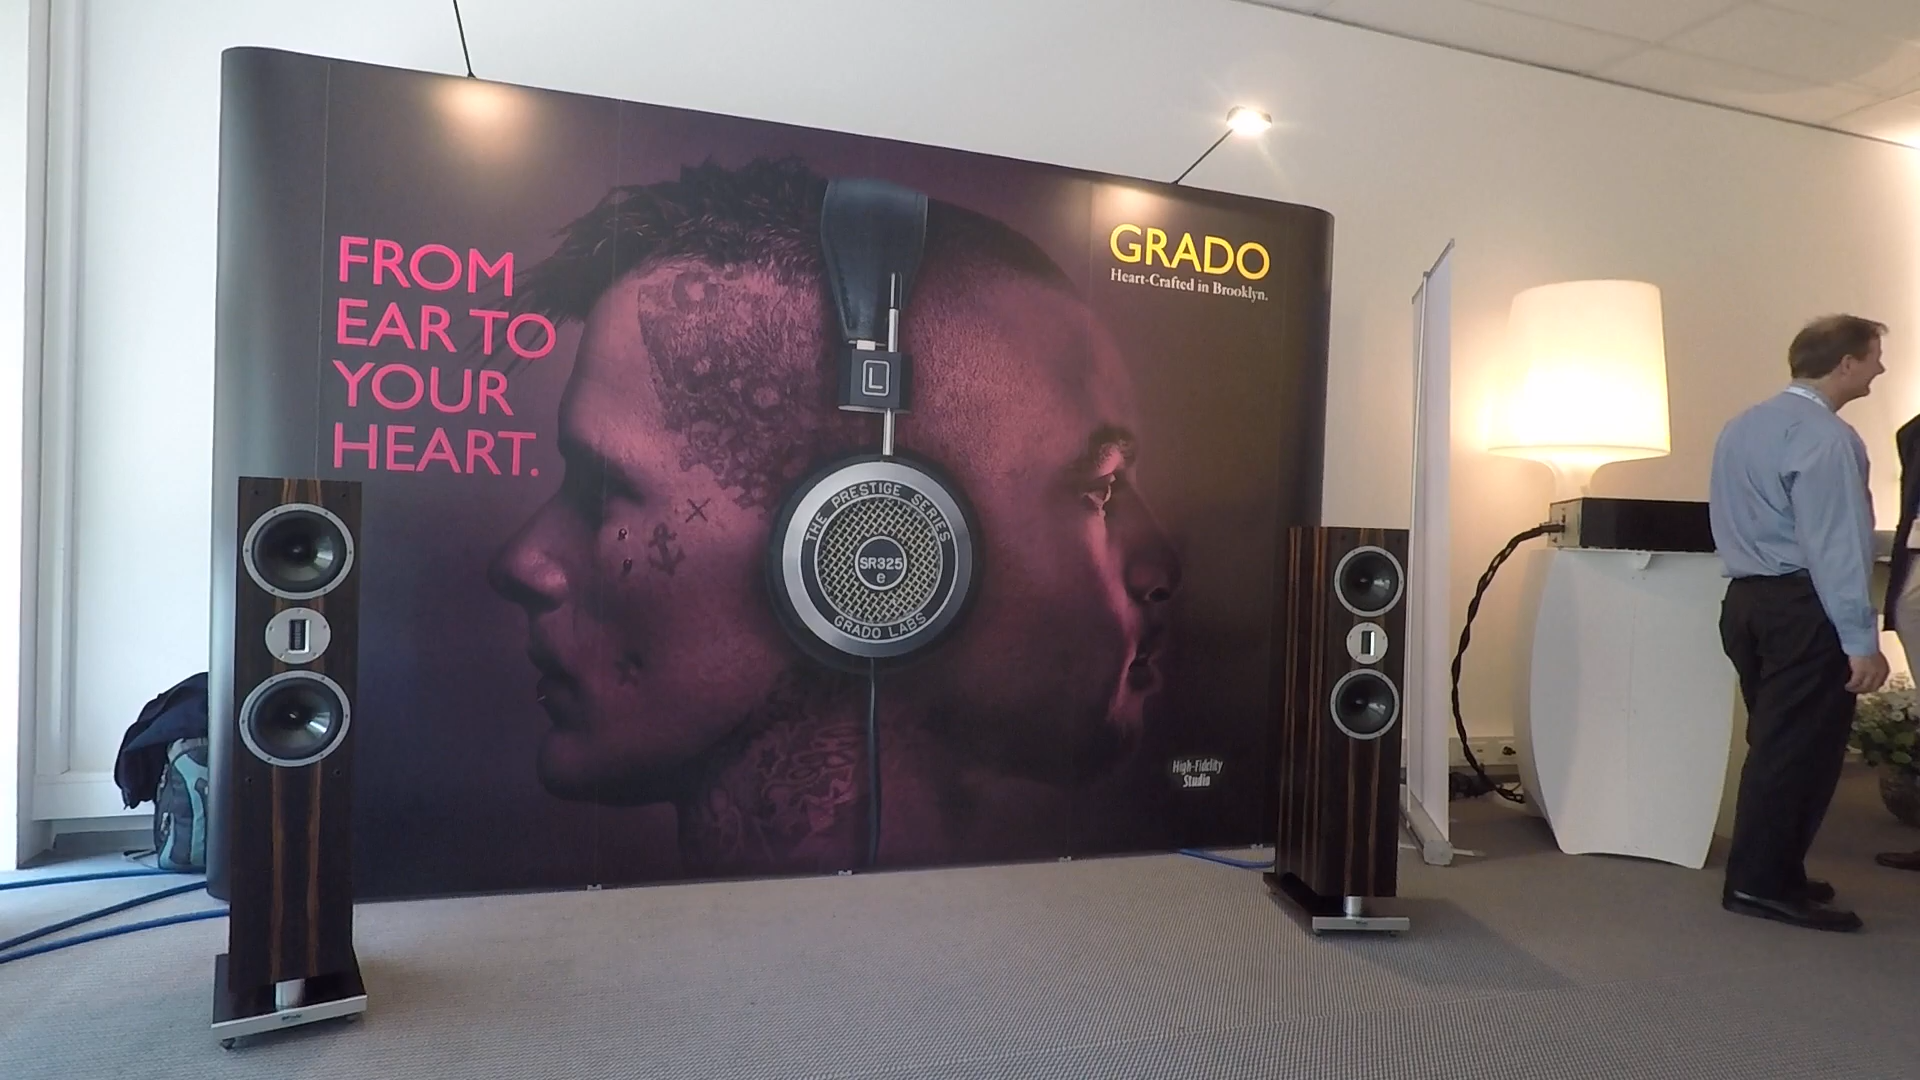 FROM
EAR TO
YOUR
HEART.
GRADO
Heart-Crafted in Brooklyn.
L
THE PRESTIGE SERIES
SR325
e
GRADO LABS
High-Fidelity
Studio